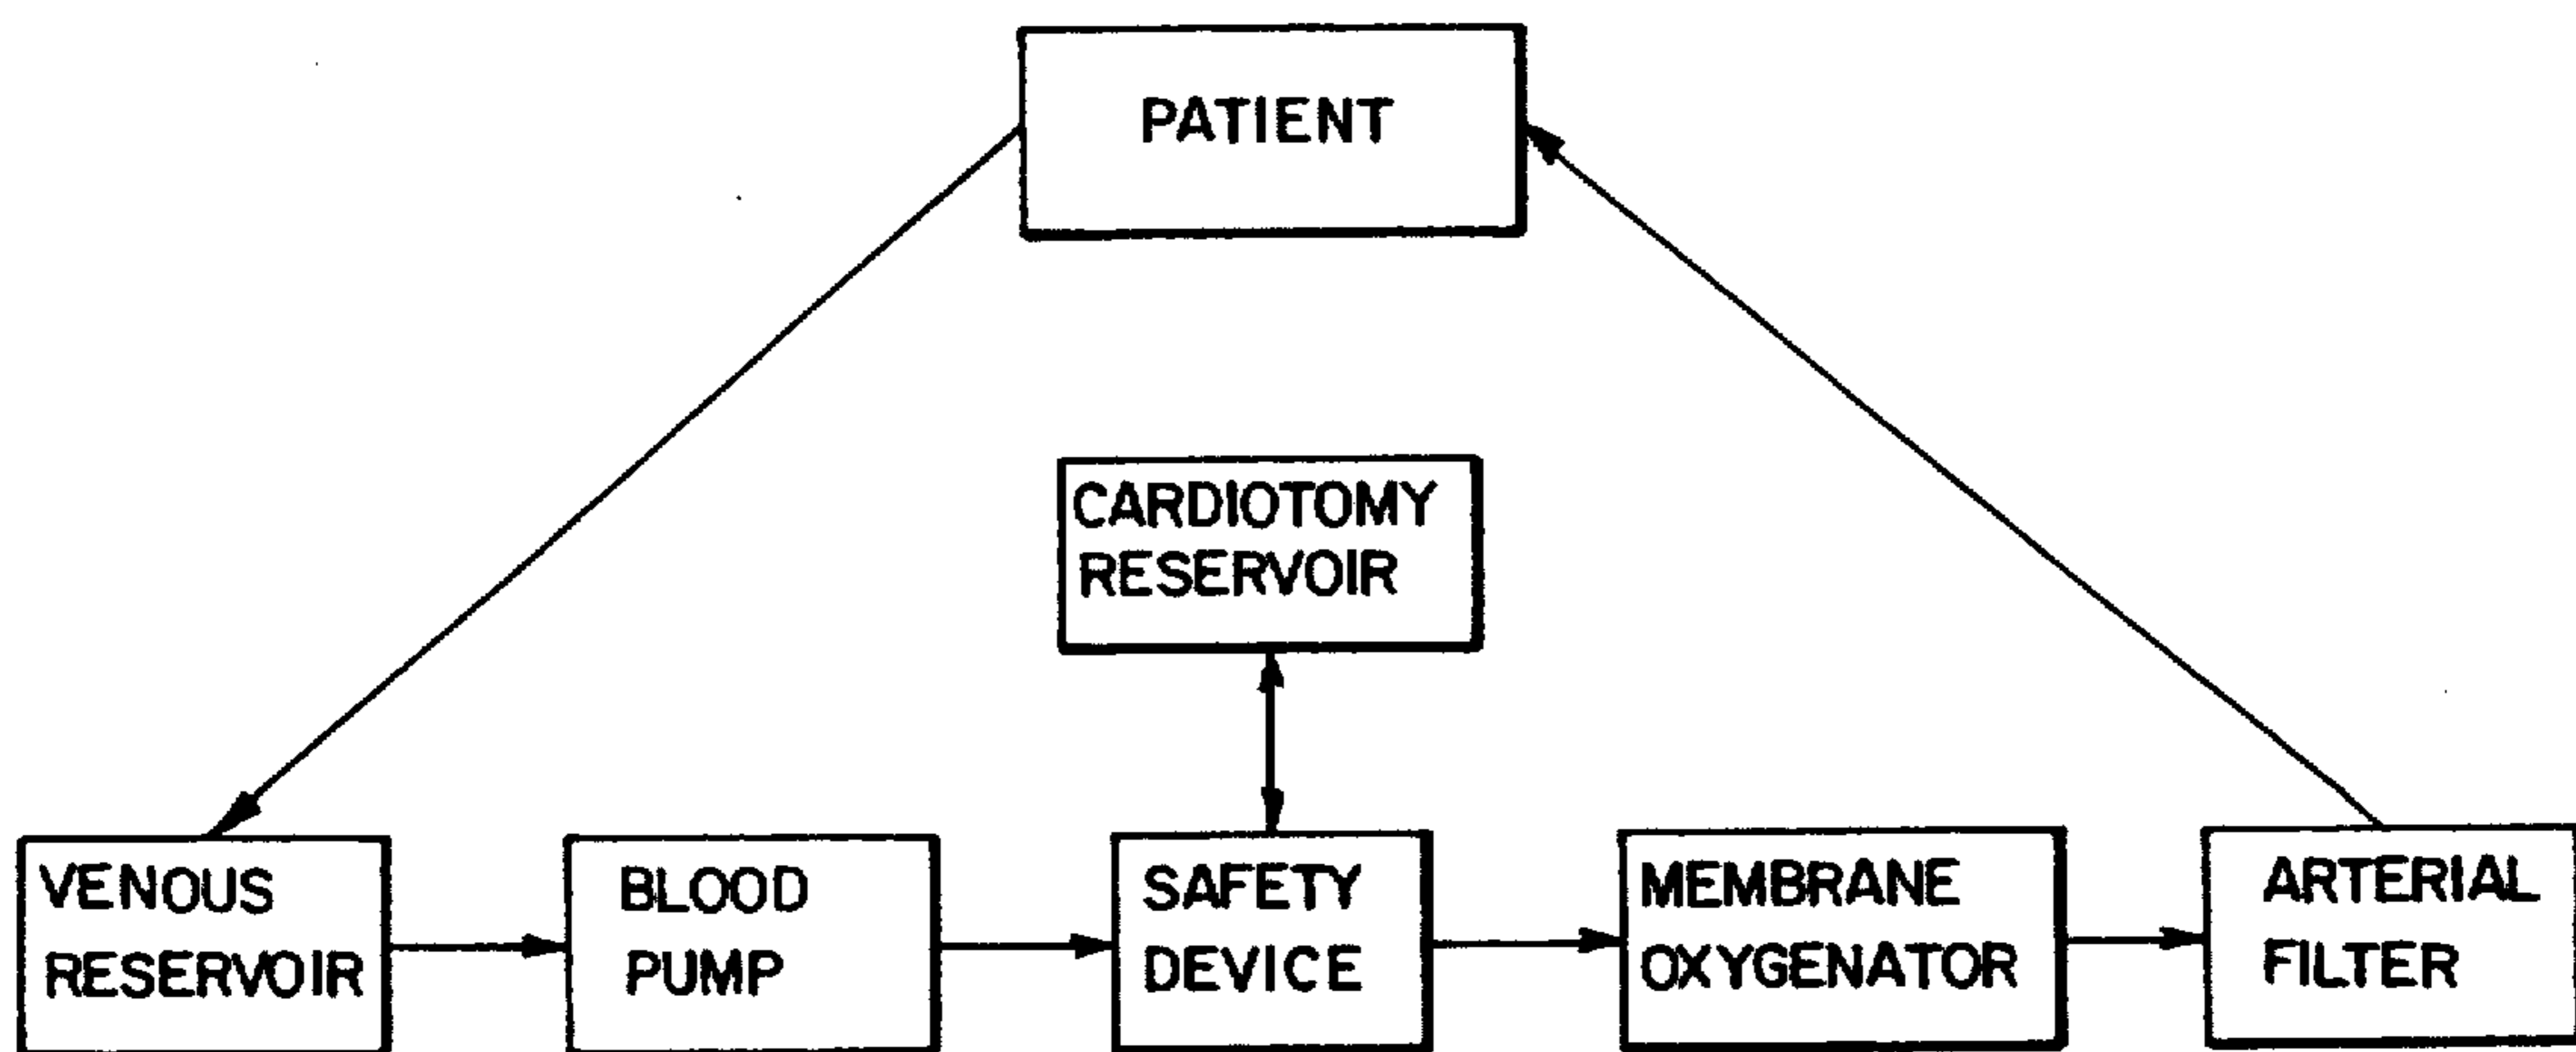 PATIENT
CARDIOTOMY
RESERVOIR
VENOUS
RESERVOIR
BLOOD
PUMP
SAFETY
DEVICE
MEMBRANE
OXYGENATOR
ARTERIAL
FILTER